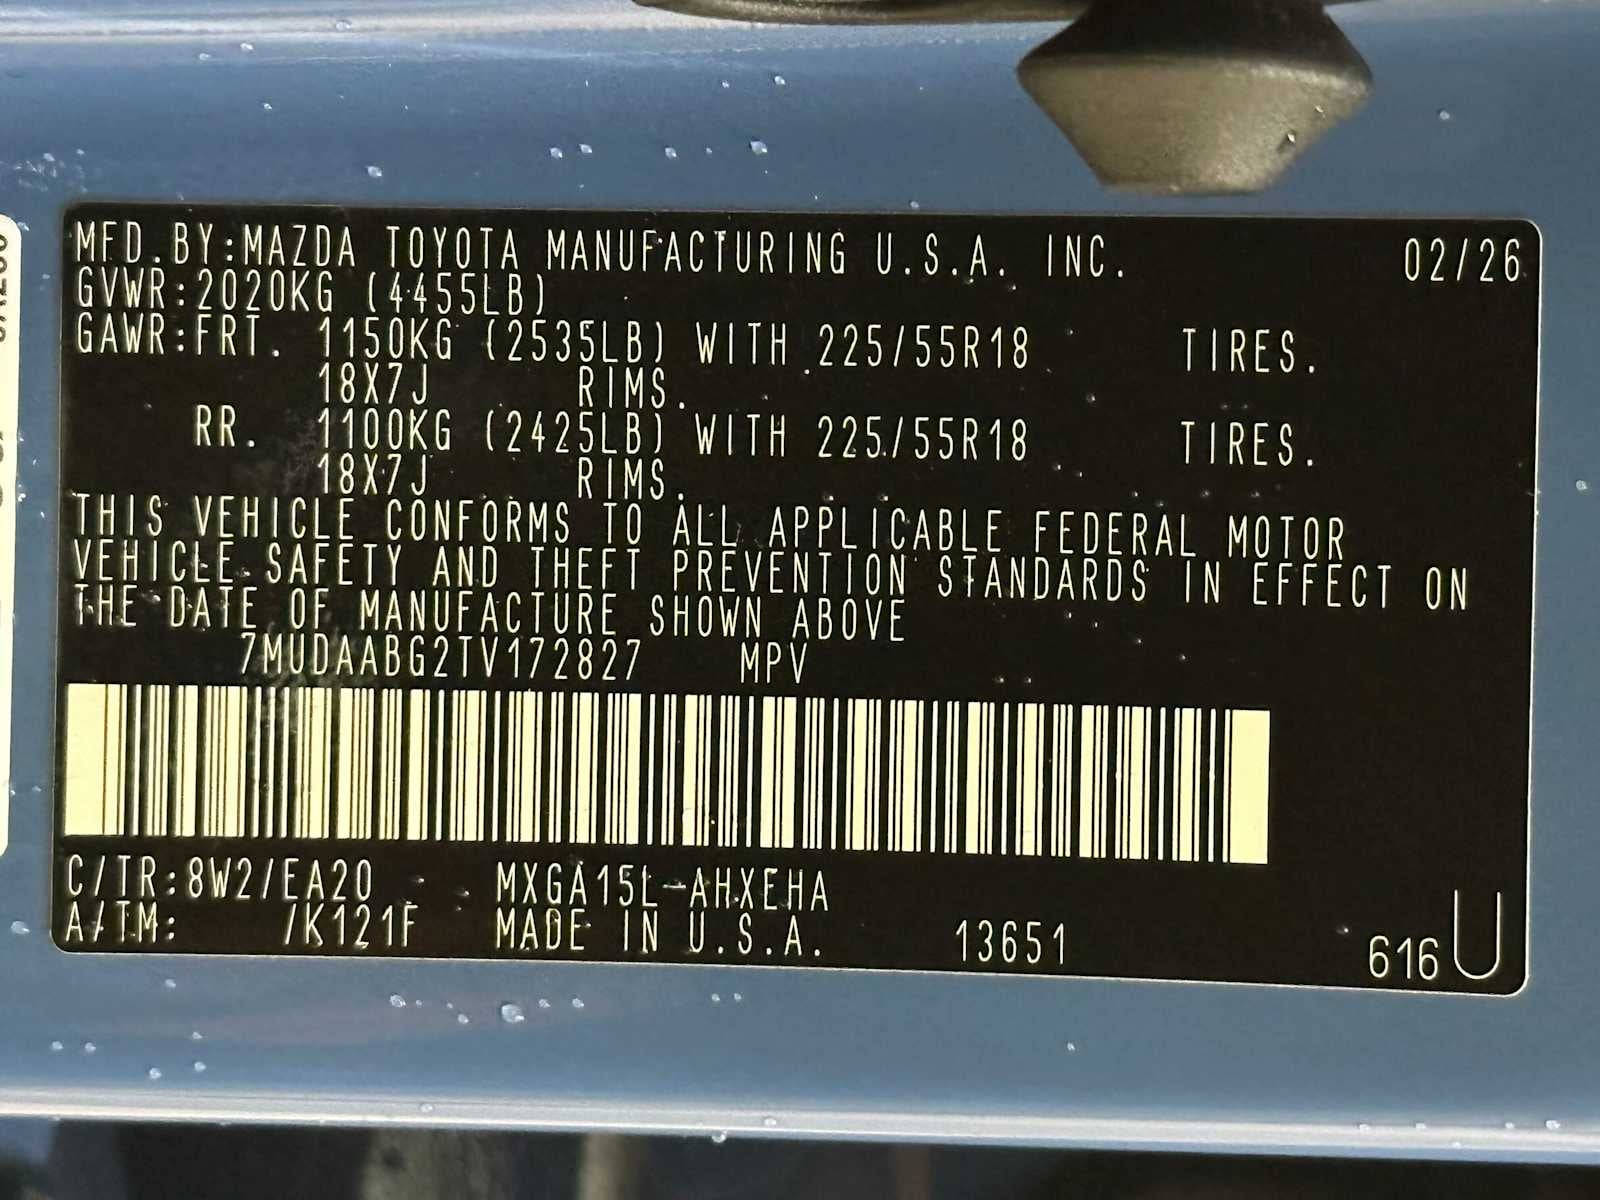 MFD.BY:MAZDA TOYOTA MANUFACTURING U.S.A. INC. 02/26
GVWR:2020KG (4455LB)
GAWR:FRT. 1150KG (2535LB) WITH 225/55R18 TIRES.
18X7J RIMS.
RR. 1100KG (2425LB) WITH 225/55R18 TIRES.
18X7J RIMS.
THIS VEHICLE CONFORMS TO ALL APPLICABLE FEDERAL MOTOR
VEHICLE SAFETY AND THEFT PREVENTION STANDARDS IN EFFECT ON
THE DATE OF MANUFACTURE SHOWN ABOVE
7MUDAABG2TV172827 MPV
C/TR:8W2/EA20 MXGA15L-AHXEHA
A/TM: /K121F MADE IN U.S.A. 13651 616 U